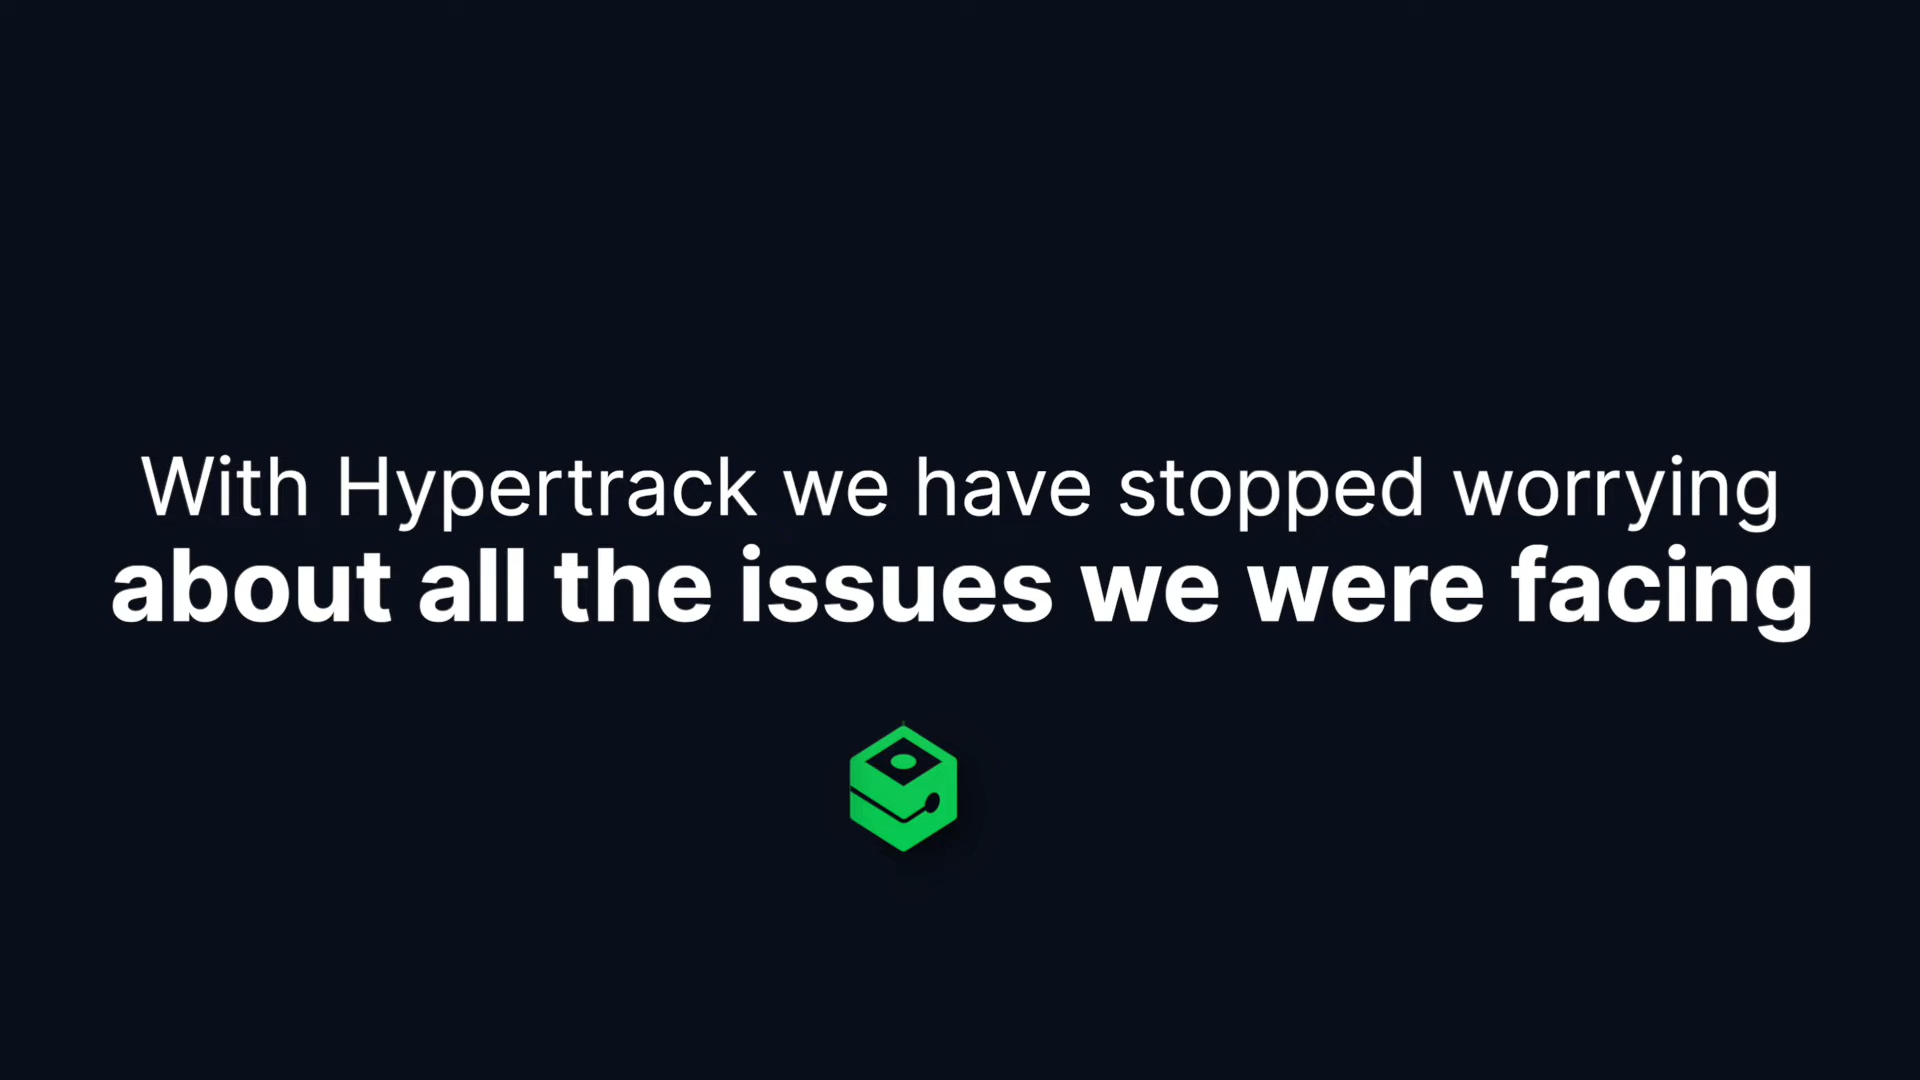 With Hypertrack we have stopped worrying
about all the issues we were facing